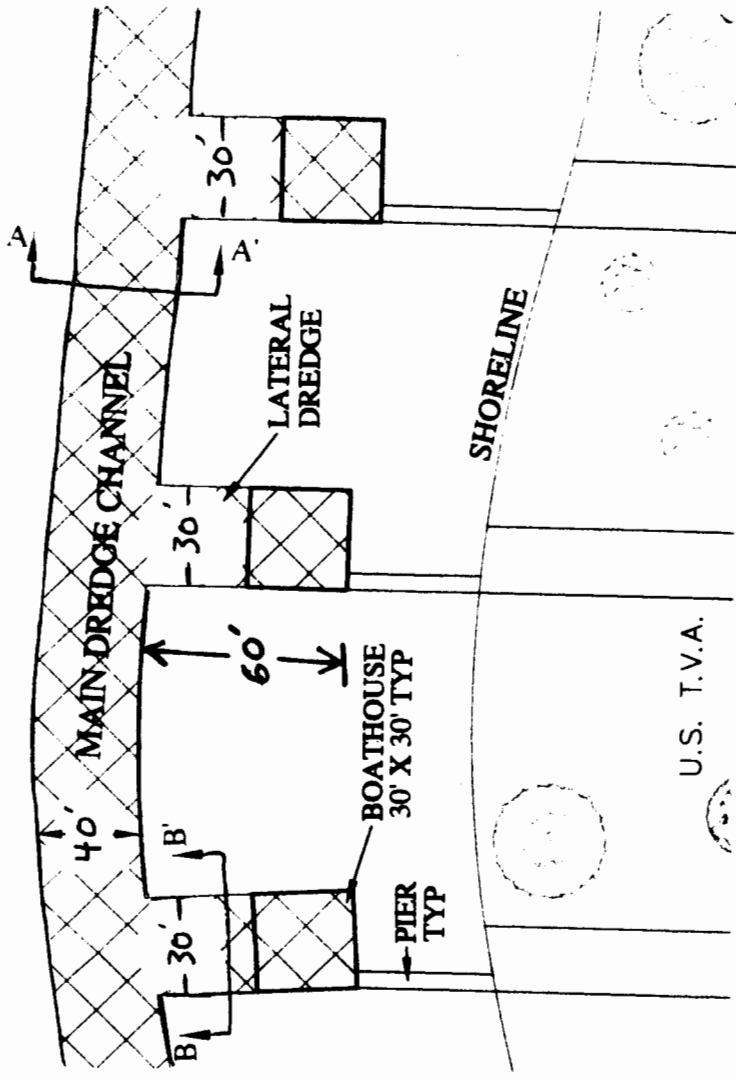 A
A'
30'
MAIN DREDGE CHANNEL
LATERAL
DREDGE
30'
SHORELINE
60'
40'
B'
BOATHOUSE
30' X 30' TYP
30'
PIER
TYP
B
U.S. T.V.A.